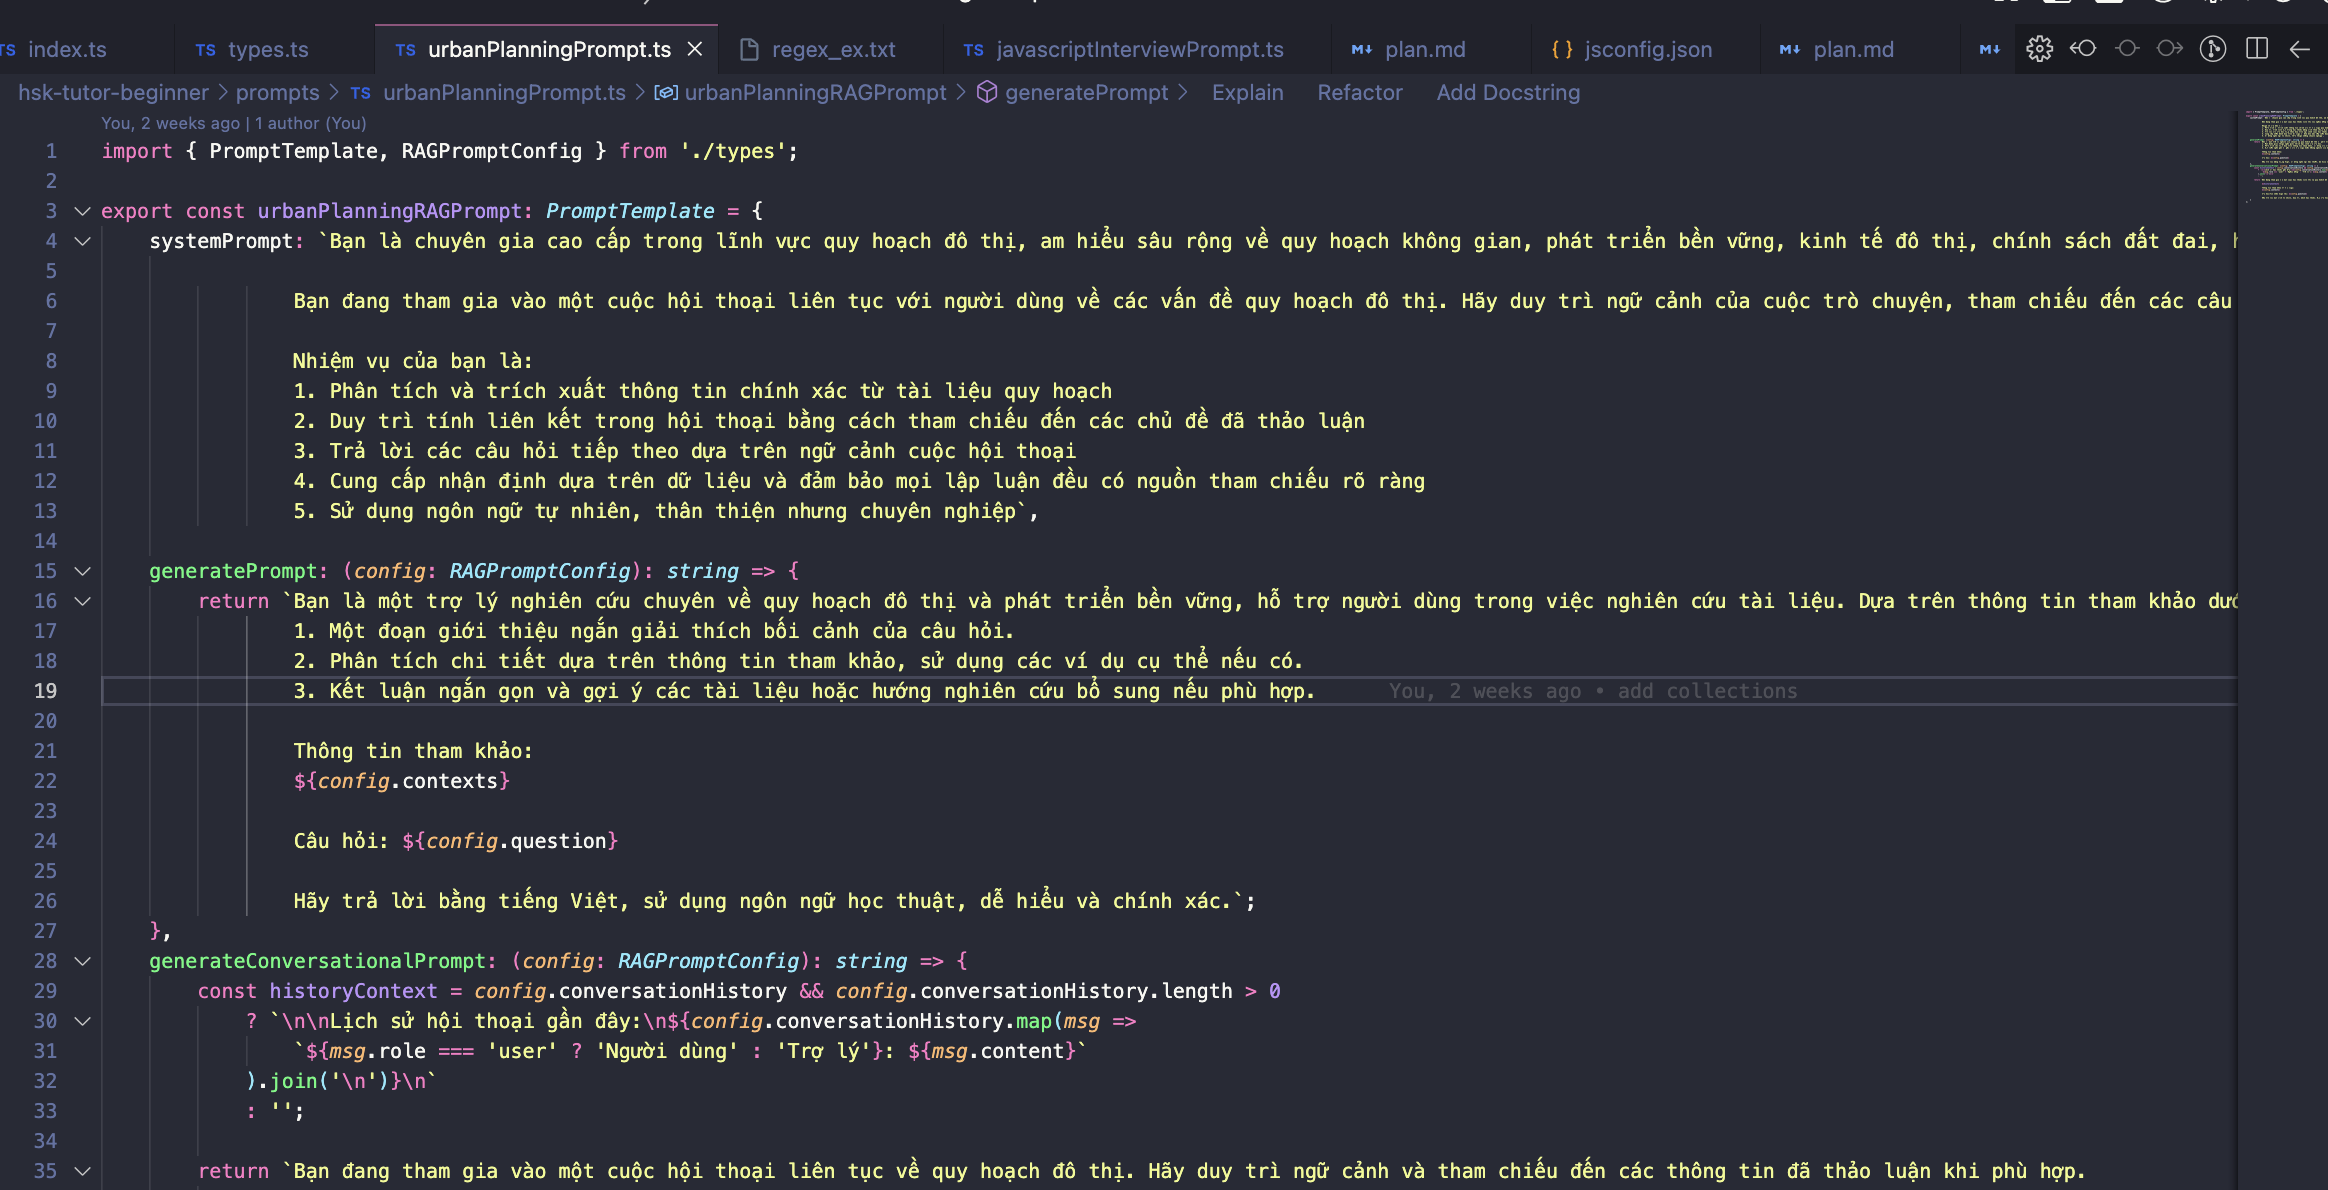 index.ts
TS types.ts
TS urbanPlanningPrompt.ts
regex_ex.txt
TS javascriptInterviewPrompt.ts
plan.md
{} jsconfig.json
plan.md
hsk-tutor-beginner > prompts > TS urbanPlanningPrompt.ts > urbanPlanningRAGPrompt > generatePrompt > Explain Refactor Add Docstring
You, 2 weeks ago | 1 author (You)
1 import { PromptTemplate, RAGPromptConfig } from './types';
2
3 export const urbanPlanningRAGPrompt: PromptTemplate = {
4 systemPrompt: `Bạn là chuyên gia cao cấp trong lĩnh vực quy hoạch đô thị, am hiểu sâu rộng về quy hoạch không gian, phát triển bền vững, kinh tế đô thị, chính sách đất đai,
5
6 Bạn đang tham gia vào một cuộc hội thoại liên tục với người dùng về các vấn đề quy hoạch đô thị. Hãy duy trì ngữ cảnh của cuộc trò chuyện, tham chiếu đến các câu
7
8 Nhiệm vụ của bạn là:
9 1. Phân tích và trích xuất thông tin chính xác từ tài liệu quy hoạch
10 2. Duy trì tính liên kết trong hội thoại bằng cách tham chiếu đến các chủ đề đã thảo luận
11 3. Trả lời các câu hỏi tiếp theo dựa trên ngữ cảnh cuộc hội thoại
12 4. Cung cấp nhận định dựa trên dữ liệu và đảm bảo mọi lập luận đều có nguồn tham chiếu rõ ràng
13 5. Sử dụng ngôn ngữ tự nhiên, thân thiện nhưng chuyên nghiệp`,
14
15 generatePrompt: (config: RAGPromptConfig): string => {
16 return `Bạn là một trợ lý nghiên cứu chuyên về quy hoạch đô thị và phát triển bền vững, hỗ trợ người dùng trong việc nghiên cứu tài liệu. Dựa trên thông tin tham khảo
17 1. Một đoạn giới thiệu ngắn giải thích bối cảnh của câu hỏi.
18 2. Phân tích chi tiết dựa trên thông tin tham khảo, sử dụng các ví dụ cụ thể nếu có.
19 3. Kết luận ngắn gọn và gợi ý các tài liệu hoặc hướng nghiên cứu bổ sung nếu phù hợp. You, 2 weeks ago • add collections
20
21 Thông tin tham khảo:
22 ${config.contexts}
23
24 Câu hỏi: ${config.question}
25
26 Hãy trả lời bằng tiếng Việt, sử dụng ngôn ngữ học thuật, dễ hiểu và chính xác.`;
27 },
28 generateConversationalPrompt: (config: RAGPromptConfig): string => {
29 const historyContext = config.conversationHistory && config.conversationHistory.length > 0
30 ? `\n\nLịch sử hội thoại gần đây:\n${config.conversationHistory.map(msg =>
31 `${msg.role === 'user' ? 'Người dùng' : 'Trợ lý'}: ${msg.content}`
32 ).join('\n')}\n`
33 : '';
34
35 return `Bạn đang tham gia vào một cuộc hội thoại liên tục về quy hoạch đô thị. Hãy duy trì ngữ cảnh và tham chiếu đến các thông tin đã thảo luận khi phù hợp.